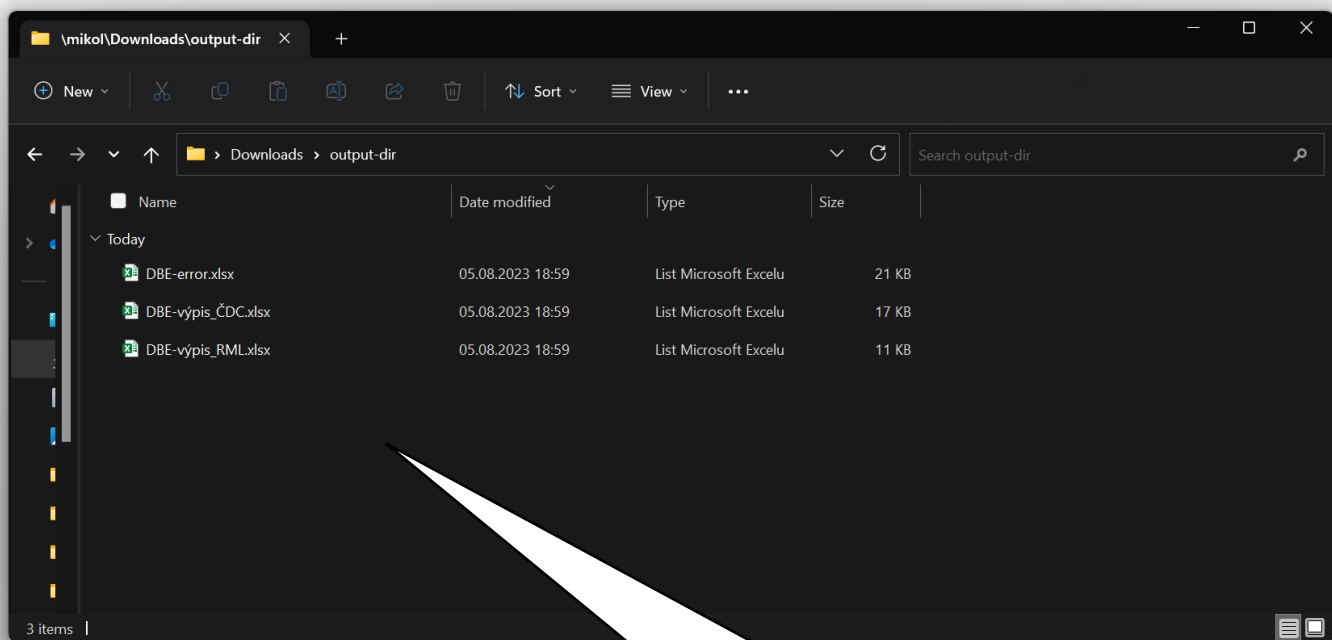 \mikol\Downloads\output-dir
New
Sort
View
Downloads
output-dir
Search output-dir
Name
Date modified
Type
Size
Today
DBE-error.xlsx 05.08.2023 18:59 List Microsoft Excelu 21 KB
DBE-výpis_ČDC.xlsx 05.08.2023 18:59 List Microsoft Excelu 17 KB
DBE-výpis_RML.xlsx 05.08.2023 18:59 List Microsoft Excelu 11 KB
3 items